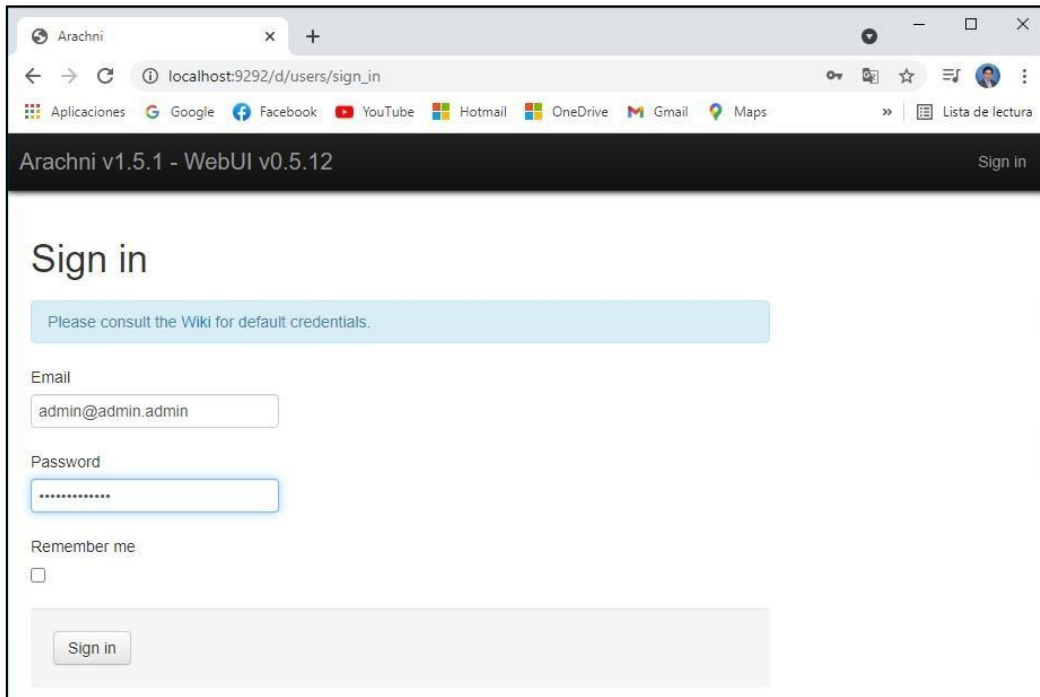 Arachni
localhost:9292/d/users/sign_in
Aplicaciones Google Facebook YouTube Hotmail OneDrive Gmail Maps » Lista de lectura
Arachni v1.5.1 - WebUI v0.5.12 Sign in
Sign in
Please consult the Wiki for default credentials.
Email
admin@admin.admin
Password
•••••••••••••
Remember me
Sign in